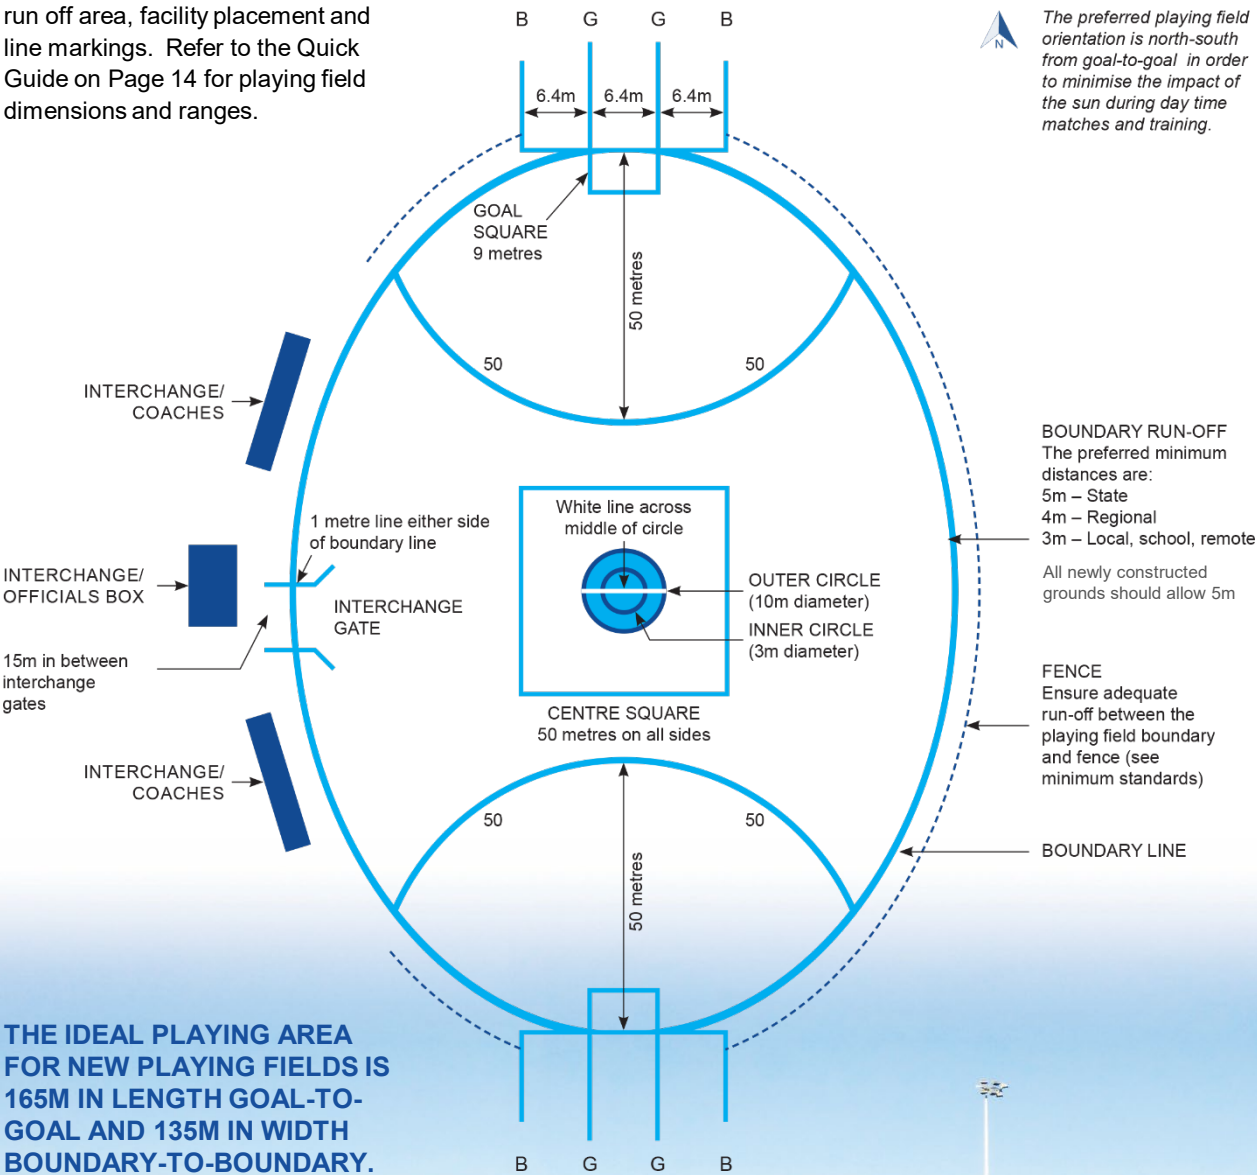 run off area, facility placement and
line markings. Refer to the Quick
Guide on Page 14 for playing field
dimensions and ranges.
B G G B
6.4m 6.4m 6.4m
N
The preferred playing field
orientation is north-south
from goal-to-goal in order
to minimise the impact of
the sun during day time
matches and training.
GOAL
SQUARE
9 metres
50 metres
50
50
INTERCHANGE/
COACHES
1 metre line either side
of boundary line
INTERCHANGE/
OFFICIALS BOX
INTERCHANGE
GATE
15m in between
interchange
gates
INTERCHANGE/
COACHES
White line across
middle of circle
OUTER CIRCLE
(10m diameter)
INNER CIRCLE
(3m diameter)
CENTRE SQUARE
50 metres on all sides
BOUNDARY RUN-OFF
The preferred minimum
distances are:
5m – State
4m – Regional
3m – Local, school, remote
All newly constructed
grounds should allow 5m
FENCE
Ensure adequate
run-off between the
playing field boundary
and fence (see
minimum standards)
BOUNDARY LINE
50
50
50 metres
THE IDEAL PLAYING AREA
FOR NEW PLAYING FIELDS IS
165M IN LENGTH GOAL-TO-
GOAL AND 135M IN WIDTH
BOUNDARY-TO-BOUNDARY.
B G G B